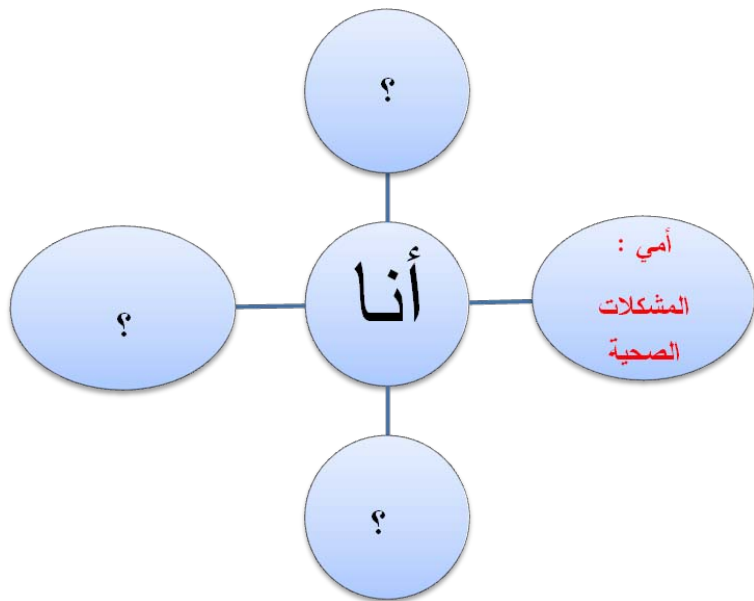 ؟
أنا
أمي :
المشكلات
الصحية
؟
؟